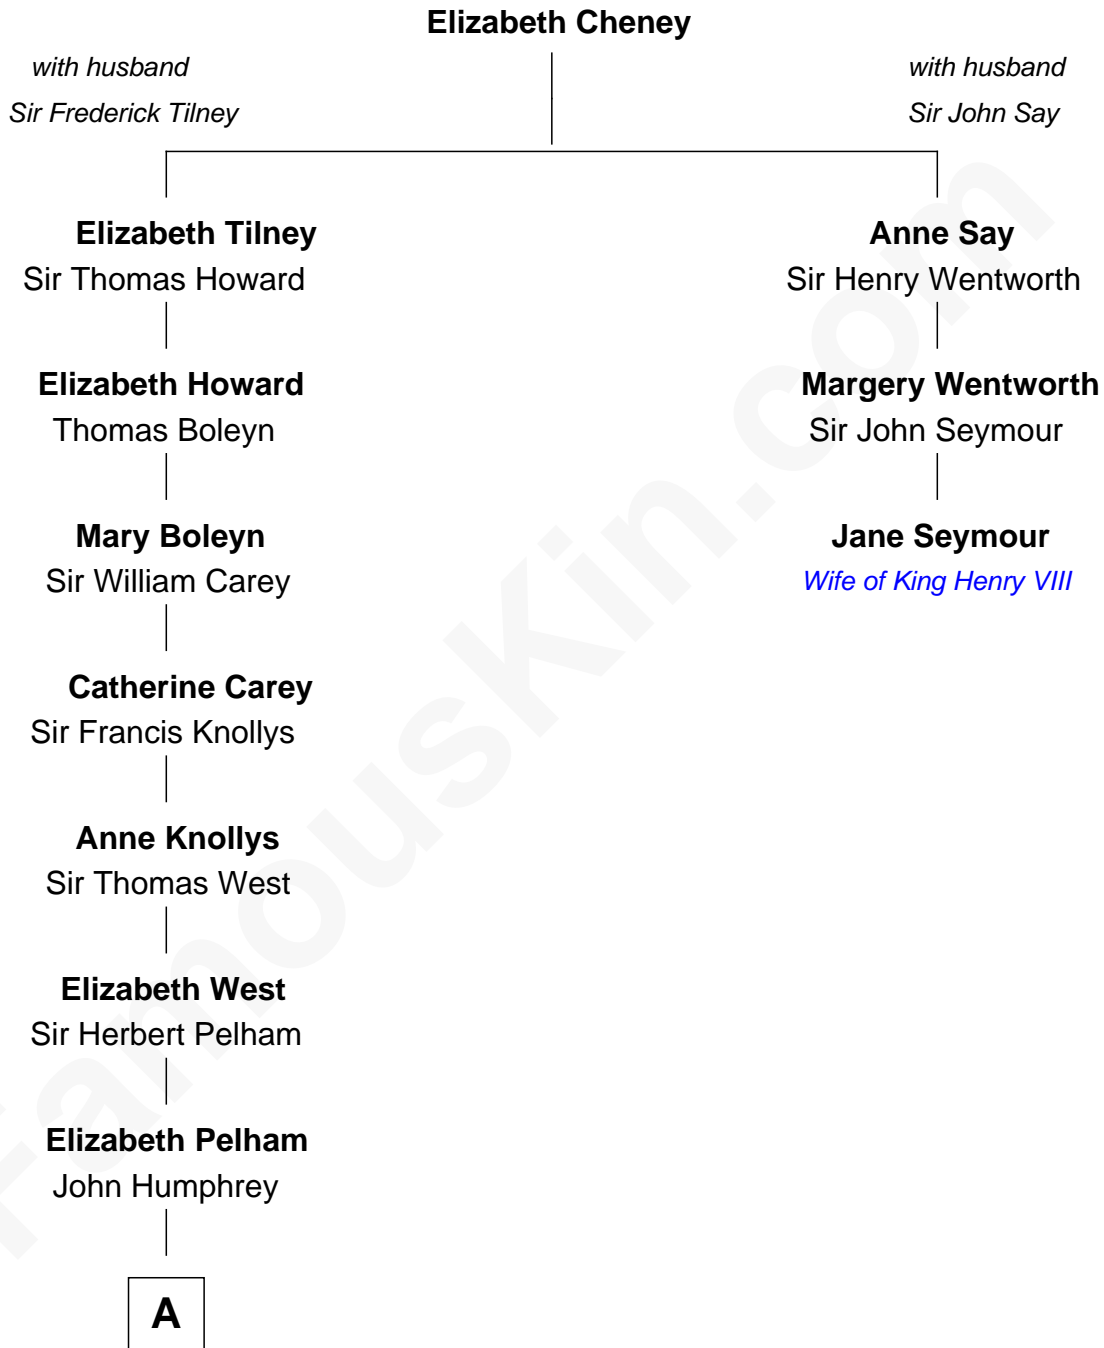 Elizabeth Cheney
with husband
Sir Frederick Tilney
with husband
Sir John Say
Elizabeth Tilney
Sir Thomas Howard
Anne Say
Sir Henry Wentworth
Elizabeth Howard
Thomas Boleyn
Margery Wentworth
Sir John Seymour
Mary Boleyn
Sir William Carey
Jane Seymour
Wife of King Henry VIII
Catherine Carey
Sir Francis Knollys
Anne Knollys
Sir Thomas West
Elizabeth West
Sir Herbert Pelham
Elizabeth Pelham
John Humphrey
A
FamousKin.com